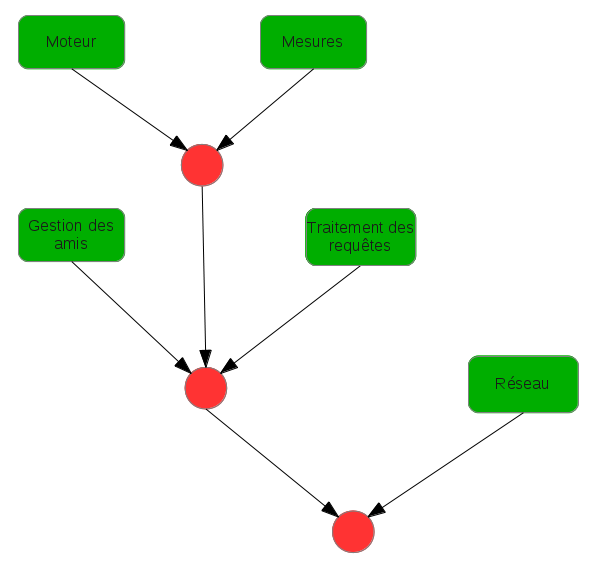 Moteur
Mesures
Gestion des
amis
Traitement des
requêtes
Réseau